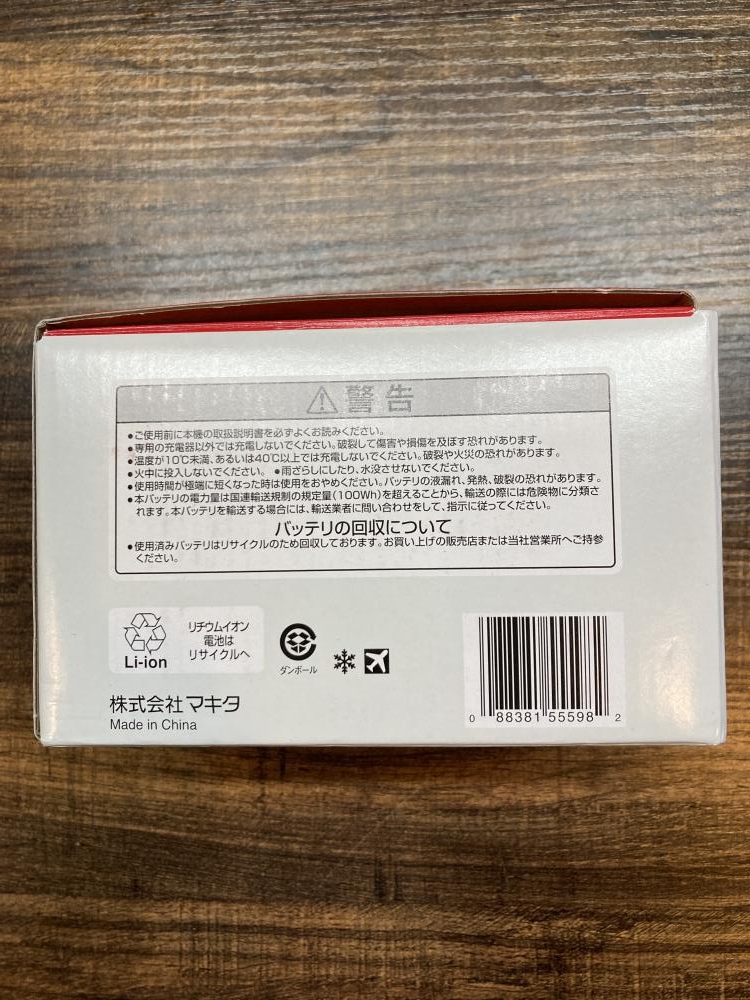 警告
●ご使用前に本機の取扱説明書を必ずよくお読みください。
●専用の充電器以外では充電しないでください。破裂して傷害や損傷を及ぼす恐れがあります。
●温度が10℃未満、あるいは40℃以上では充電しないでください。破裂や火災の恐れがあります。
●火中に投入しないでください。 ●雨ざらしにしたり、水没させないでください。
●使用時間が極端に短くなった時は使用をおやめください。バッテリの液漏れ、発熱、破裂の恐れがあります。
●本バッテリの電力量は国連輸送規制の規定量(100Wh)を超えることから、輸送の際には危険物に分類さ
れます。本バッテリを輸送する場合には、輸送業者に問い合わせをして、指示に従ってください。
バッテリの回収について
●使用済みバッテリはリサイクルのため回収しております。お買い上げの販売店または当社営業所へご持参
ください。
Li-ion
リチウムイオン
電池は
リサイクルへ
ダンボール
株式会社マキタ
Made in China
0 88381 55598 2